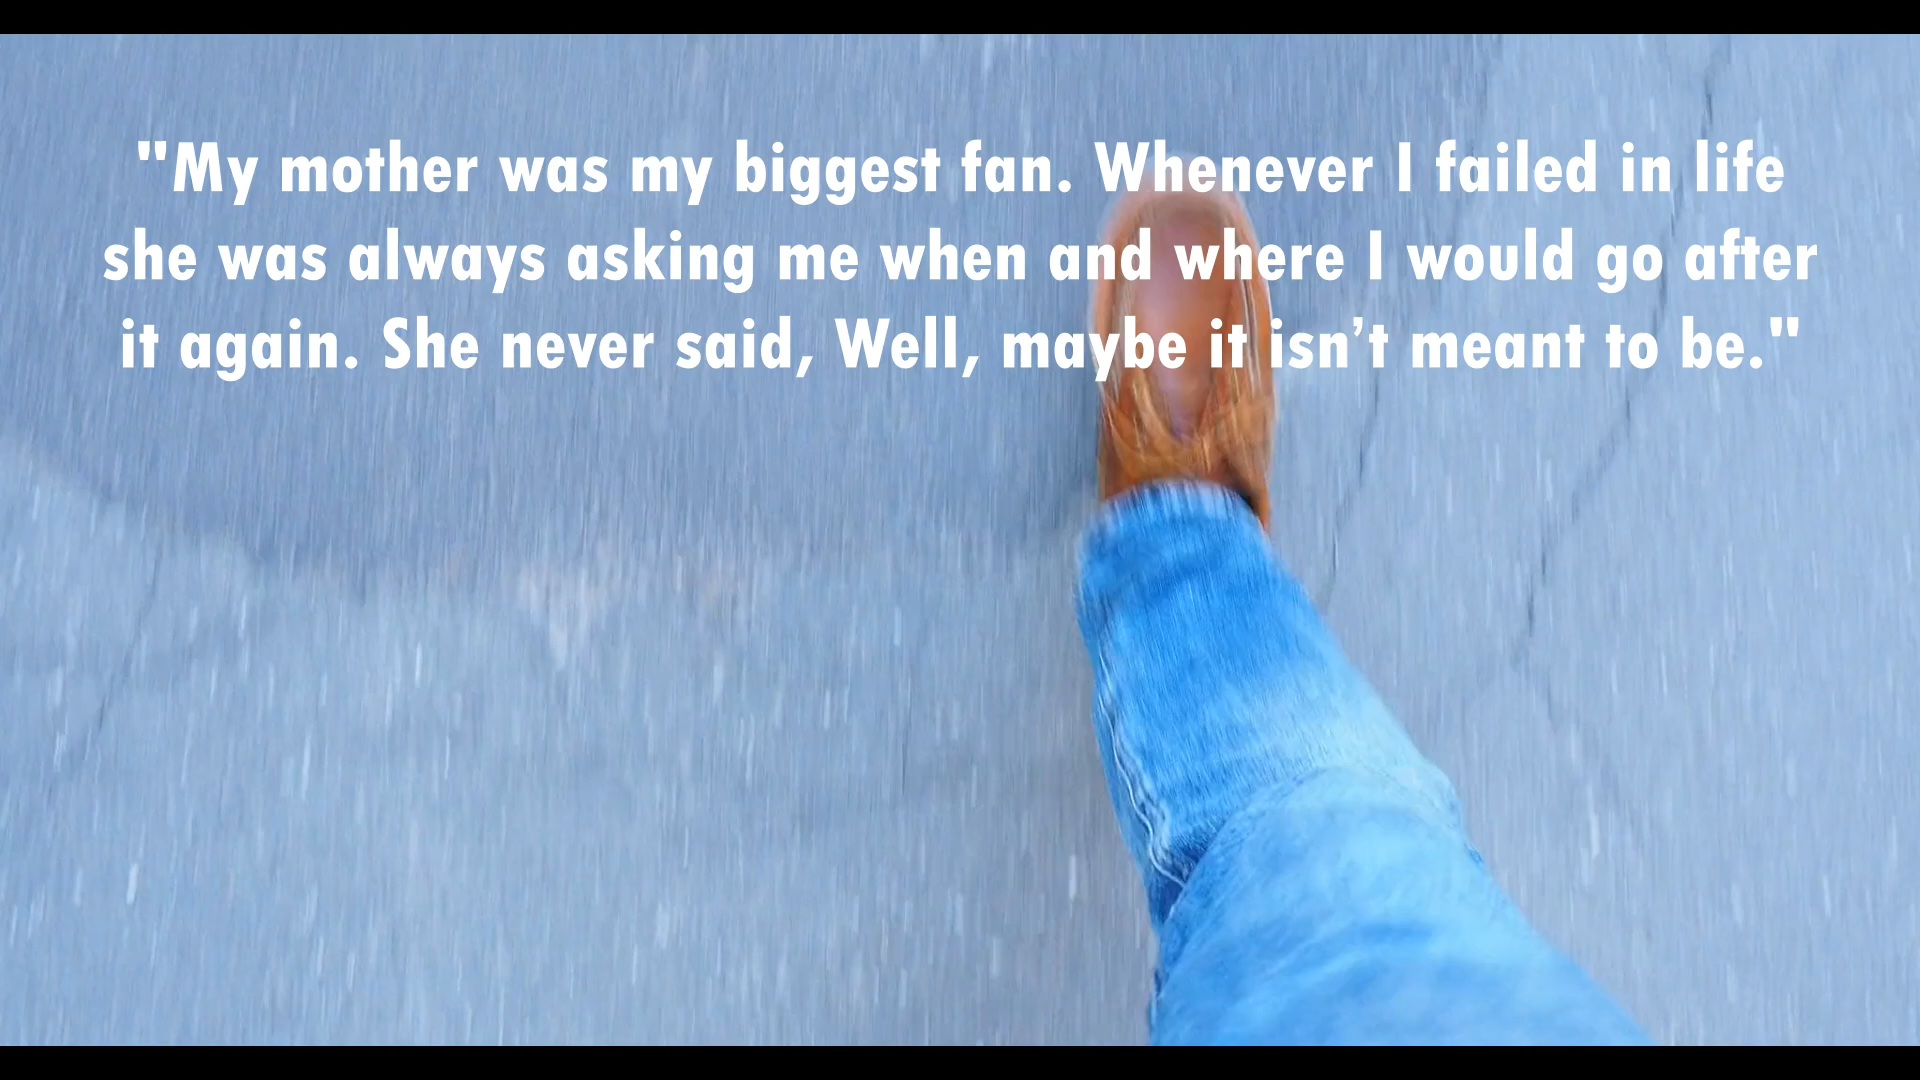 "My mother was my biggest fan. Whenever I failed in life
she was always asking me when and where I would go after
it again. She never said, Well, maybe it isn’t meant to be."